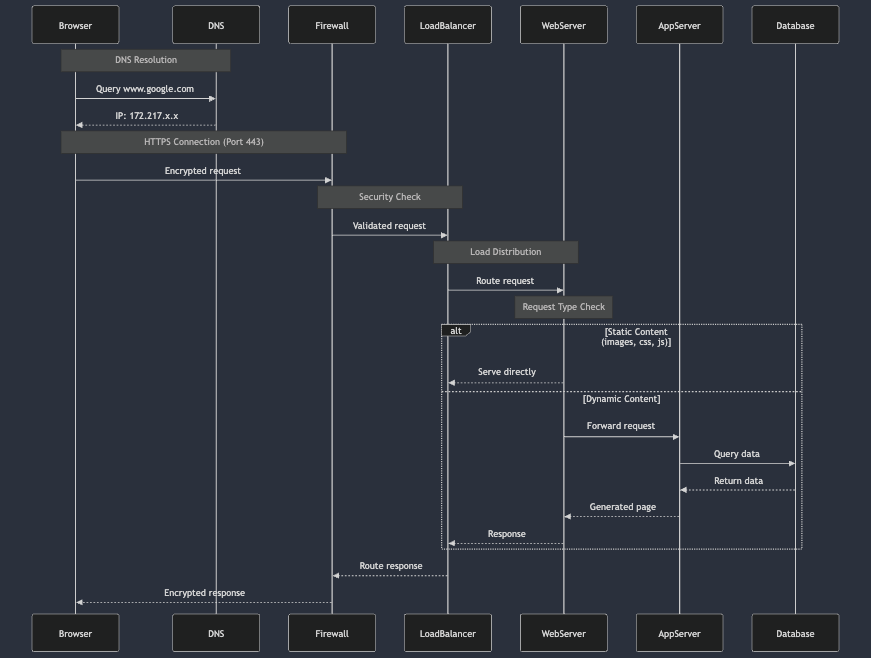 Browser
DNS
Firewall
LoadBalancer
WebServer
AppServer
Database
DNS Resolution
Query www.google.com
IP: 172.217.x.x
HTTPS Connection (Port 443)
Encrypted request
Security Check
Validated request
Load Distribution
Route request
Request Type Check
alt
[Static Content
(images, css, js)]
Serve directly
[Dynamic Content]
Forward request
Query data
Return data
Generated page
Response
Route response
Encrypted response
Browser
DNS
Firewall
LoadBalancer
WebServer
AppServer
Database